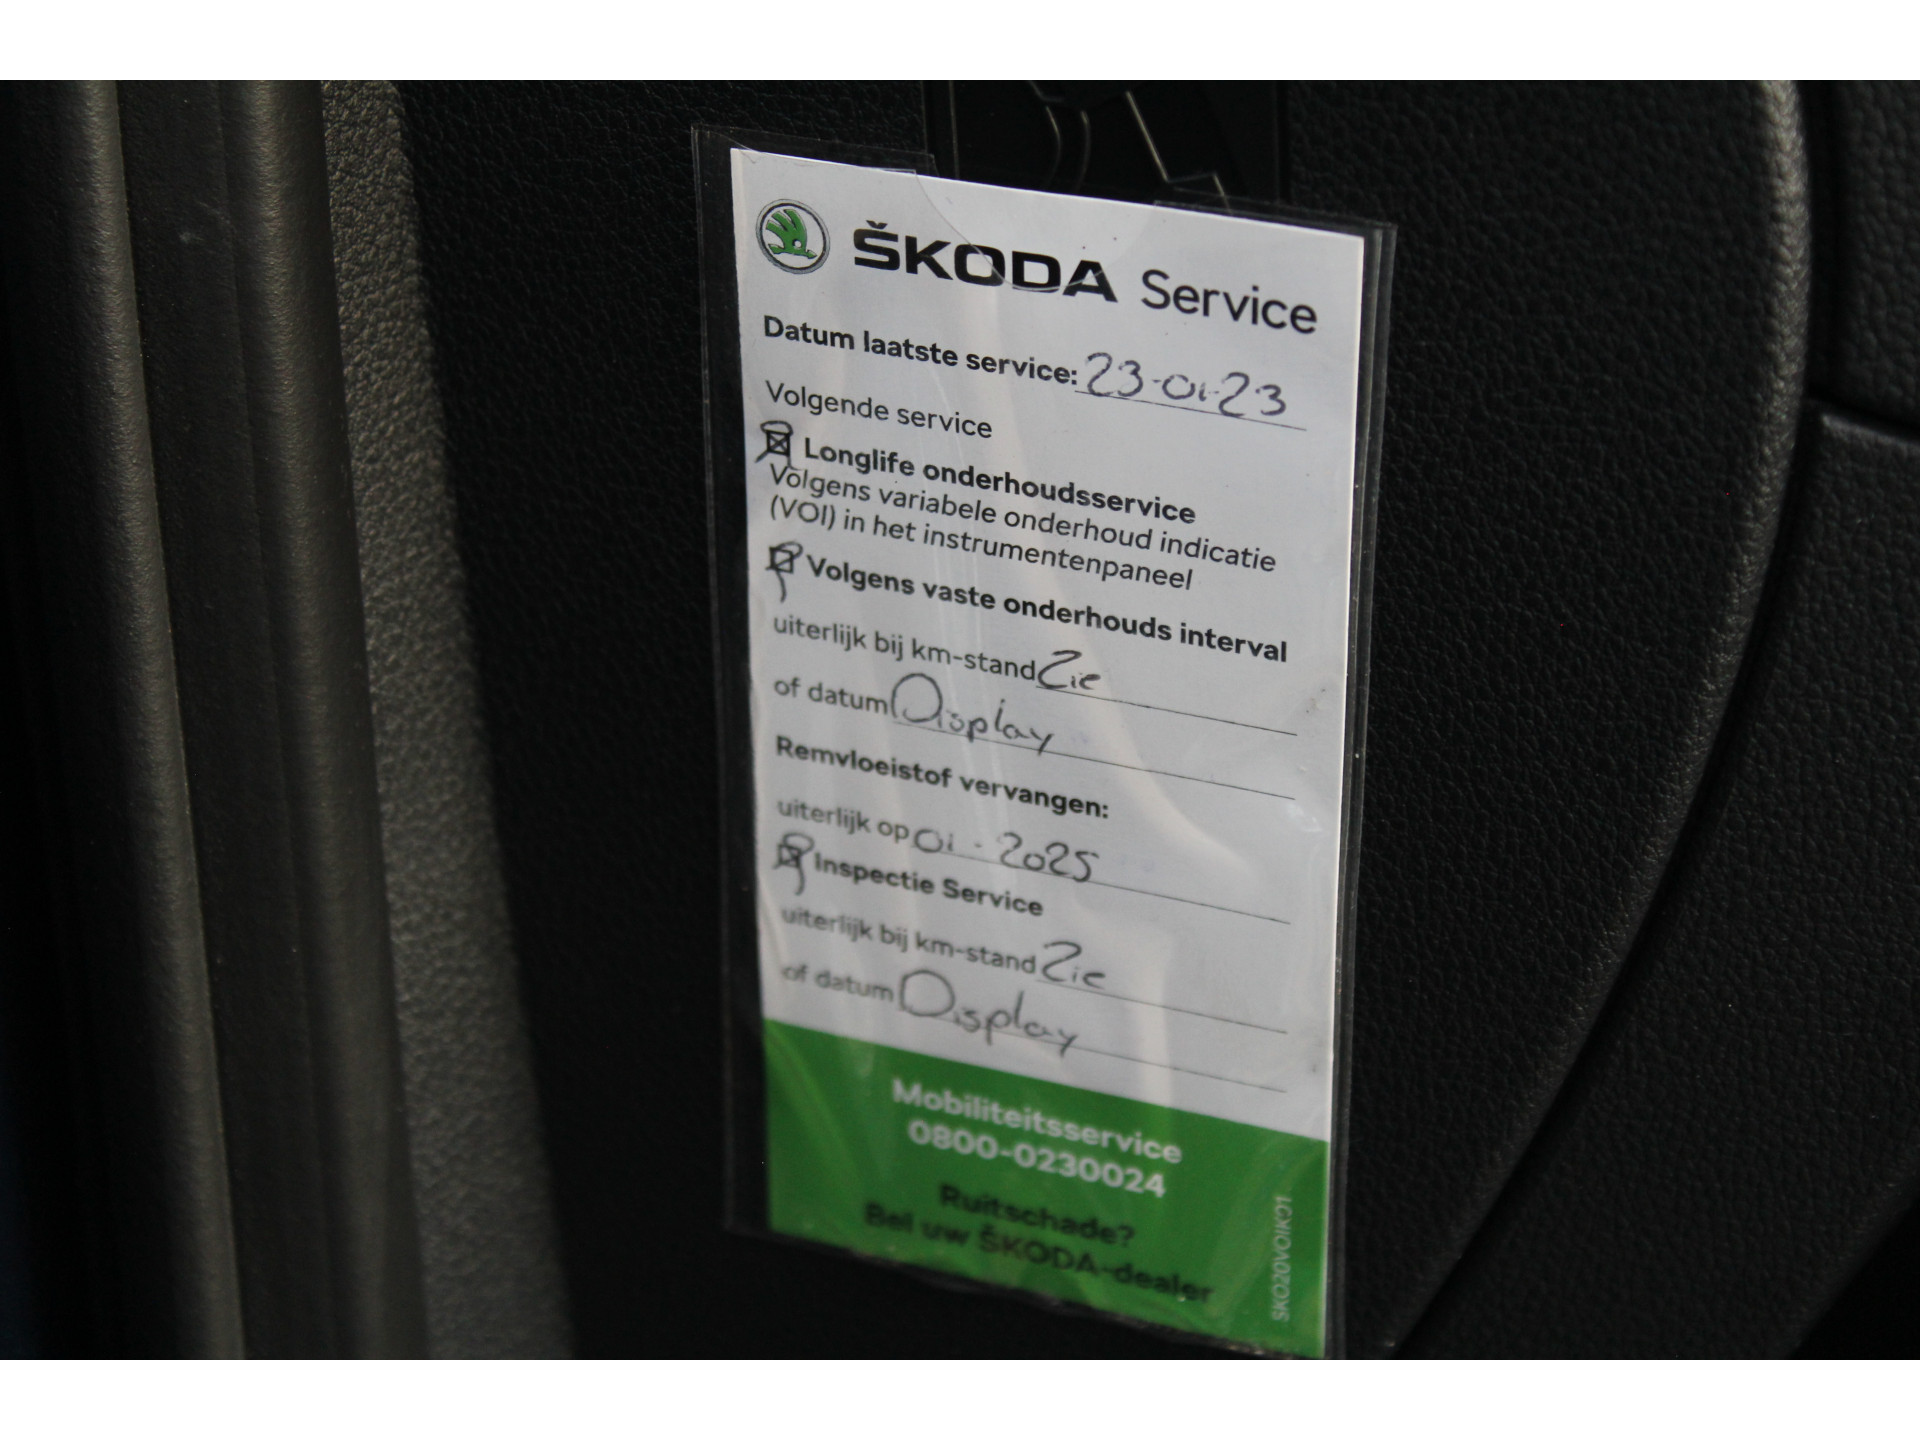 ŠKODA Service
Datum laatste service: 23-01-23
Volgende service
Longlife onderhoudsservice
Volgens variabele onderhoud indicatie
(VOI) in het instrumentenpaneel
Volgens vaste onderhouds interval
uiterlijk bij km-stand Zie
of datum Display
Remvloeistof vervangen:
uiterlijk op 01-2025
Inspectie Service
uiterlijk bij km-stand Zie
of datum Display
Mobiliteitsservice
0800-0230024
Ruitschade?
Bel uw ŠKODA-dealer
SKO20VOIK01